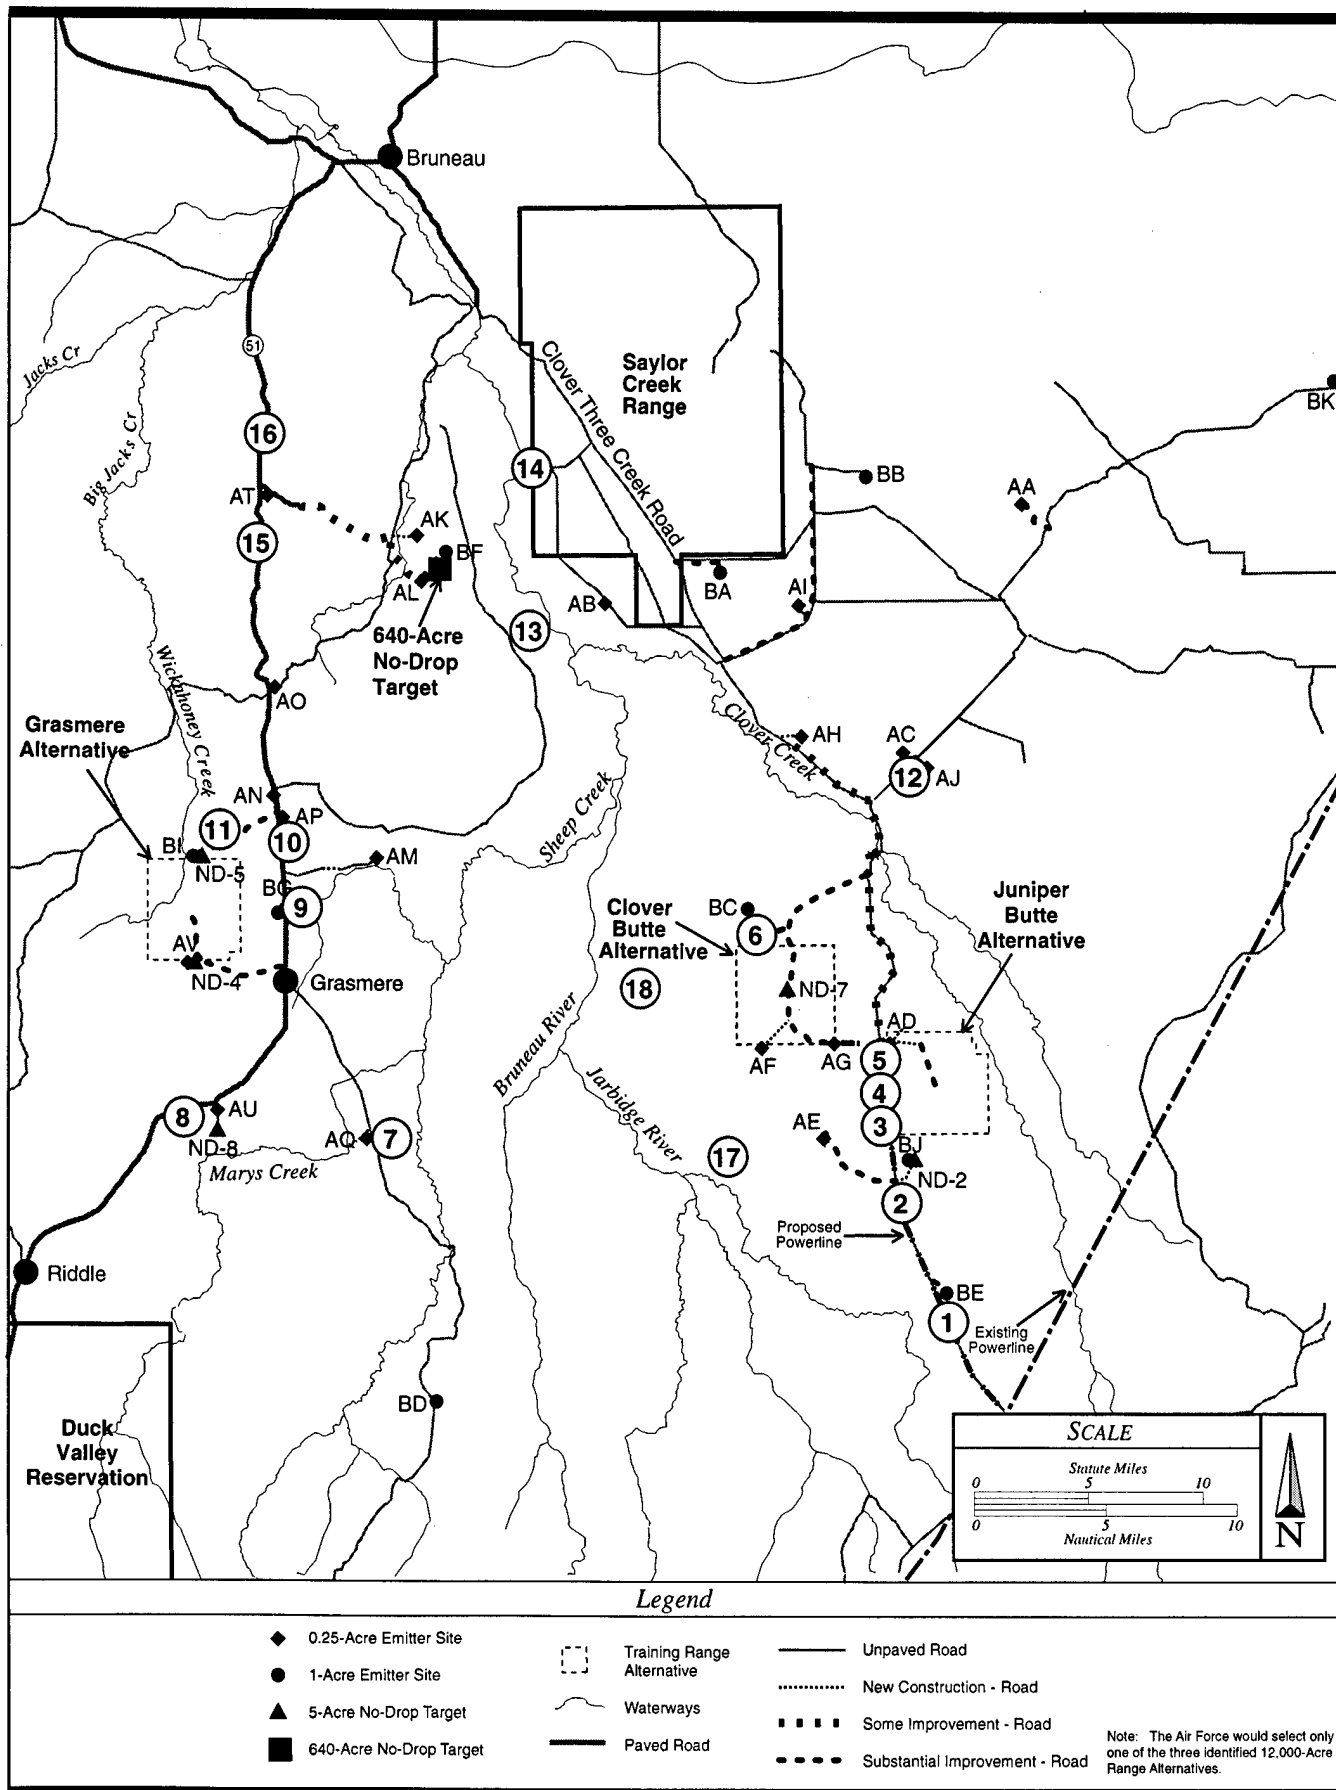 Bruneau
51
Jacks Cr
Clover Three Creek Road
Saylor
Creek
Range
BK
Big Jacks Cr
16
14
BB
AT
AA
AK
15
BF
AL
BA
AI
AB
640-Acre
No-Drop
Target
13
Wickahoney Creek
AO
Grasmere
Alternative
Clover Creek
AH
AC
12
AJ
AN
AP
11
10
Sheep Creek
BI
ND-5
AM
BG
9
Juniper
Butte
Alternative
Clover
Butte
Alternative
BC
6
AV
ND-4
Grasmere
18
ND-7
Bruneau River
AD
AF
AG
5
4
3
Jarbidge River
8
AU
ND-8
AQ
7
AE
BJ
ND-2
Marys Creek
17
2
Proposed
Powerline
Riddle
BE
1
Existing
Powerline
BD
Duck
Valley
Reservation
SCALE
Statute Miles
0 5 10
0 5 10
Nautical Miles
N
Legend
0.25-Acre Emitter Site
1-Acre Emitter Site
5-Acre No-Drop Target
640-Acre No-Drop Target
Training Range
Alternative
Waterways
Paved Road
Unpaved Road
New Construction - Road
Some Improvement - Road
Substantial Improvement - Road
Note: The Air Force would select only
one of the three identified 12,000-Acre
Range Alternatives.